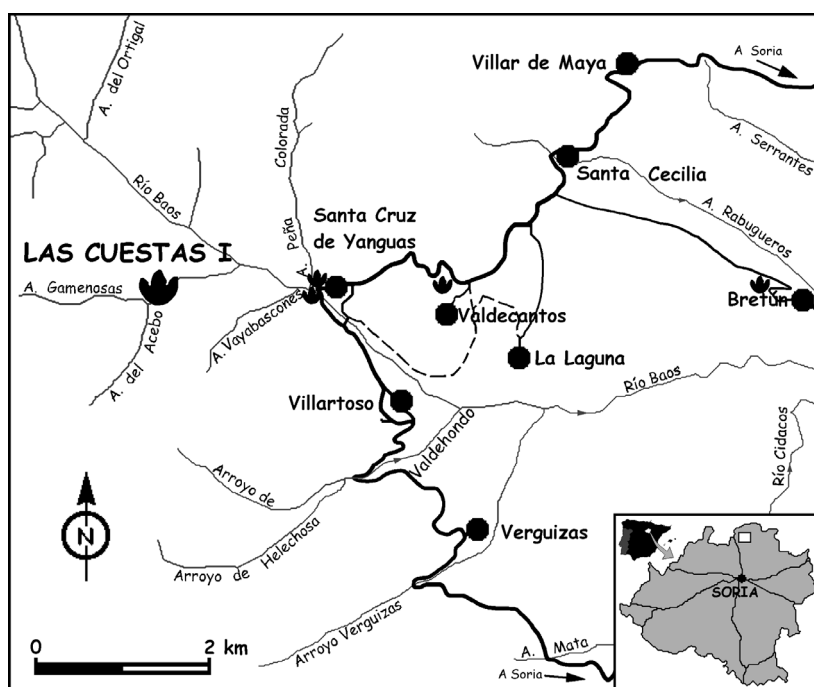 A Soria
Villar de Maya
A. del Ortigal
A. Serrantes
Colorada
A. Peña
Santa Cecilia
Río Baos
A. Rabugueros
Santa Cruz
de Yanguas
LAS CUESTAS I
A. Gamenosas
Bretún
A. Vayabascones
Valdecantos
A. del Acebo
La Laguna
Río Baos
Villartoso
Río Cidacos
Valdehondo
Arroyo de
N
Verguizas
Arroyo de Helechosa
SORIA
Arroyo Verguizas
0 2 km
A. Mata
A Soria